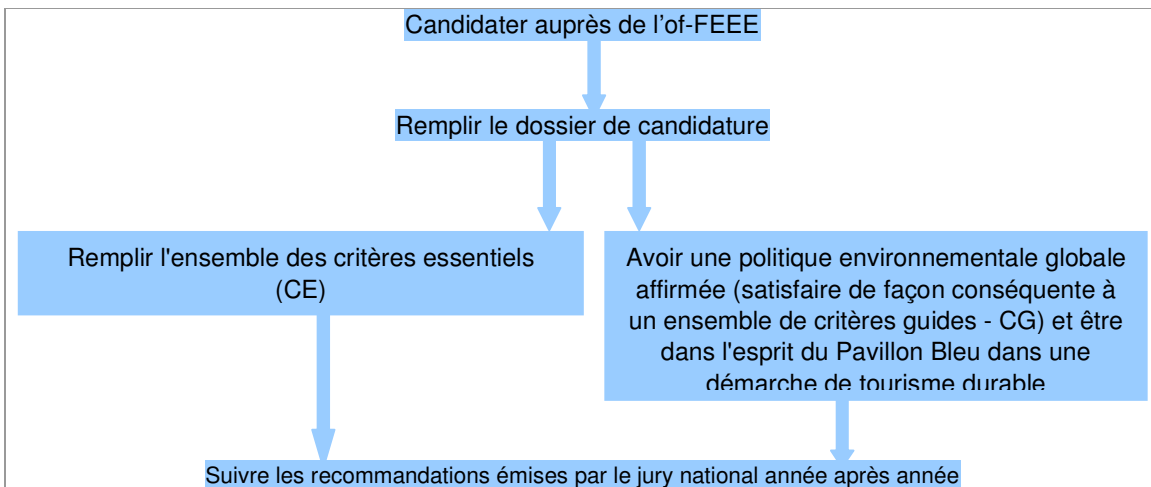 Candidater auprès de l'of-FEEE
Remplir le dossier de candidature
Remplir l'ensemble des critères essentiels
(CE)
Avoir une politique environnementale globale
affirmée (satisfaire de façon conséquente à
un ensemble de critères guides - CG) et être
dans l'esprit du Pavillon Bleu dans une
démarche de tourisme durable
Suivre les recommandations émises par le jury national année après année